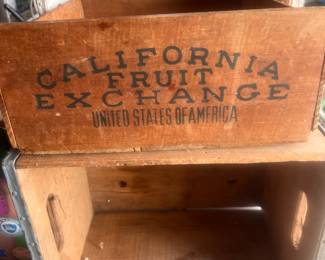 CALIFORNIA
FRUIT
EXCHANGE
UNITED STATES OF AMERICA